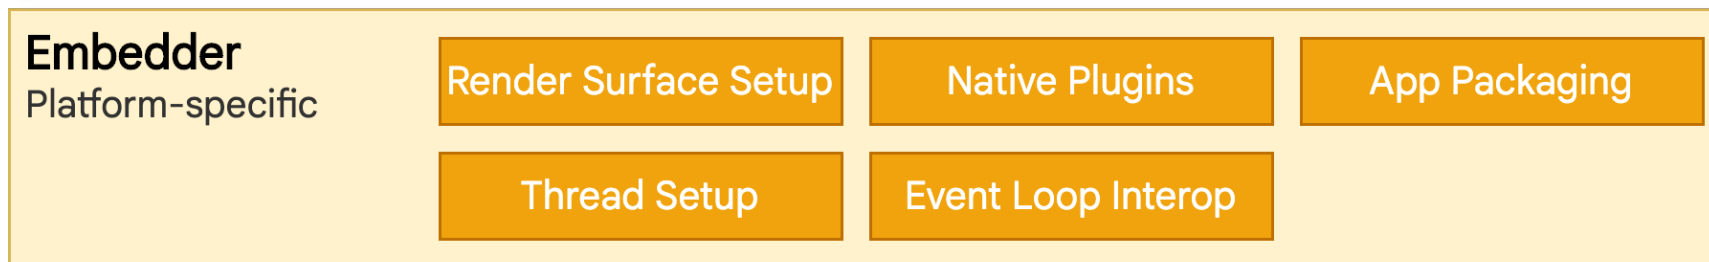 Embedder
Platform-specific
Render Surface Setup
Native Plugins
App Packaging
Thread Setup
Event Loop Interop